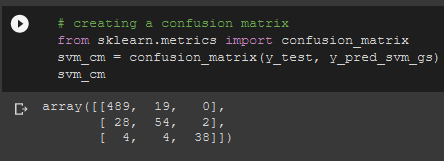 # creating a confusion matrix
from sklearn.metrics import confusion_matrix
svm_cm = confusion_matrix(y_test, y_pred_svm_gs)
svm_cm
array([[489, 19, 0],
[ 28, 54, 2],
[ 4, 4, 38]])